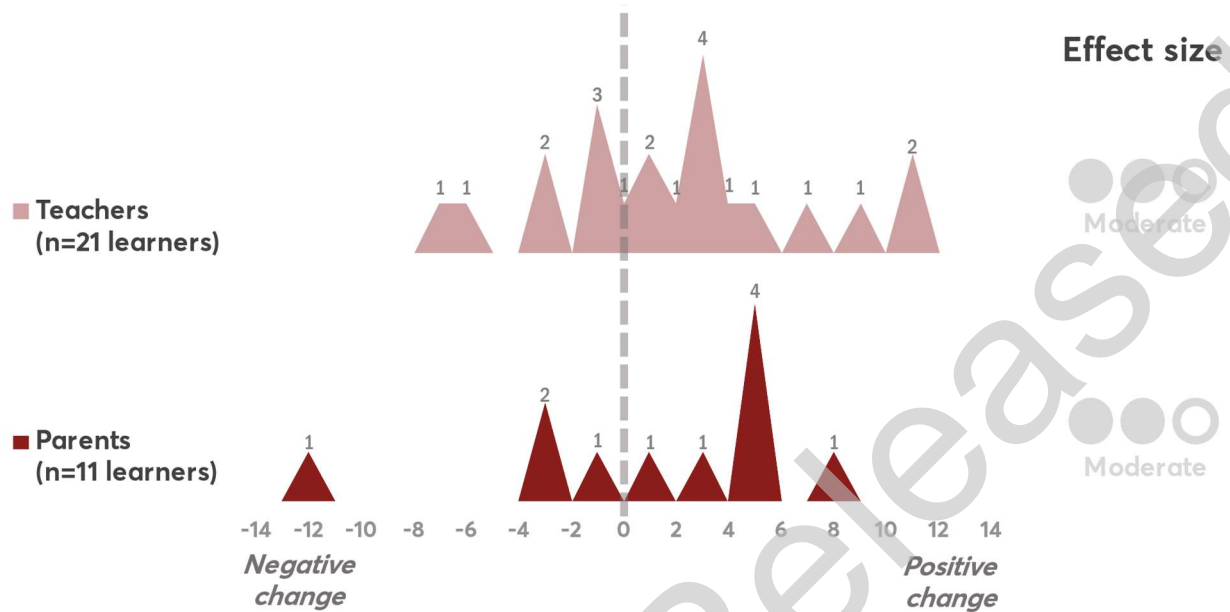 Effect size
4
3
2 2 2
1 1 1 1 1 1 1 1
Teachers
(n=21 learners)
Moderate
4
2
1 1 1 1 1
Parents
(n=11 learners)
Moderate
-14 -12 -10 -8 -6 -4 -2 0 2 4 6 8 10 12 14
Negative
change
Positive
change
Released